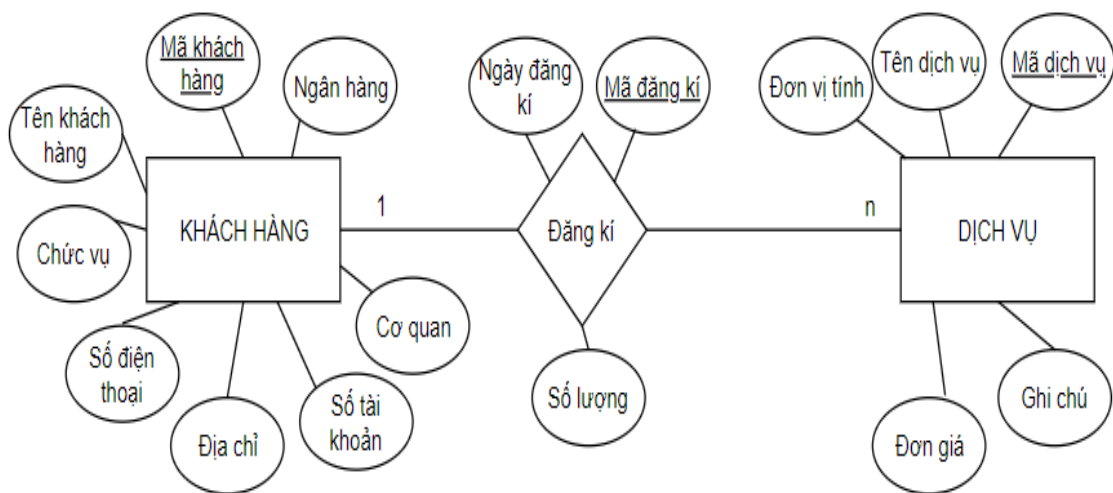 Mã khách
hàng
Ngân hàng
Tên khách
hàng
Chức vụ
KHÁCH HÀNG
Số điện
thoại
Địa chỉ
Số tài
khoản
Cơ quan
1
Ngày đăng
kí
Mã đăng kí
Đăng kí
Số lượng
n
Đơn vị tính
Tên dịch vụ
Mã dịch vụ
DỊCH VỤ
Đơn giá
Ghi chú